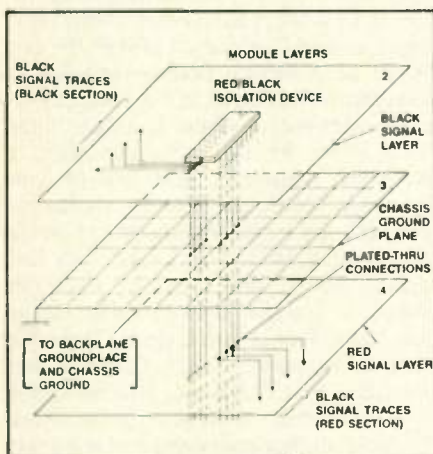 MODULE LAYERS
BLACK
SIGNAL TRACES
(BLACK SECTION)
RED/BLACK
ISOLATION DEVICE
2
BLACK
SIGNAL
LAYER
3
CHASSIS
GROUND
PLANE
PLATED-THRU
CONNECTIONS
4
TO BACKPLANE
GROUNDPLACE
AND CHASSIS
GROUND
RED
SIGNAL LAYER
BLACK
SIGNAL TRACES
(RED SECTION)